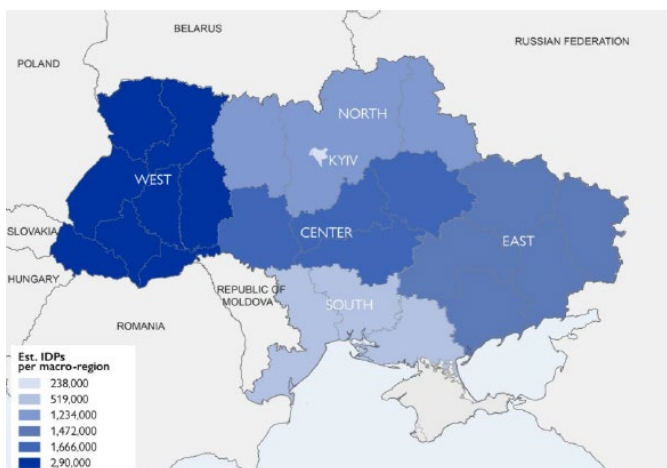 BELARUS
RUSSIAN FEDERATION
POLAND
NORTH
KYIV
WEST
SLOVAKIA
CENTER
EAST
HUNGARY
REPUBLIC OF
MOLDOVA
SOUTH
ROMANIA
Est. IDPs
per macro-region
238,000
519,000
1,234,000
1,472,000
1,666,000
2,90,000